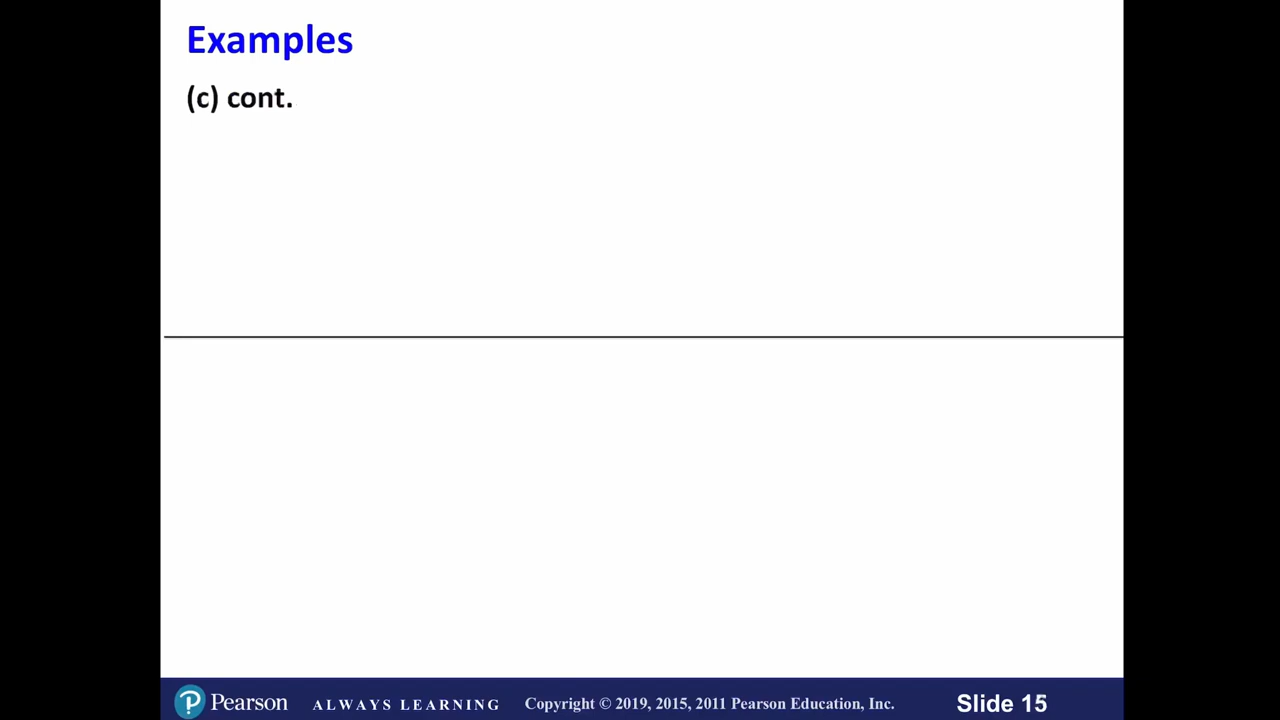 Examples
(c) cont.
Pearson ALWAYS LEARNING Copyright © 2019, 2015, 2011 Pearson Education, Inc. Slide 15